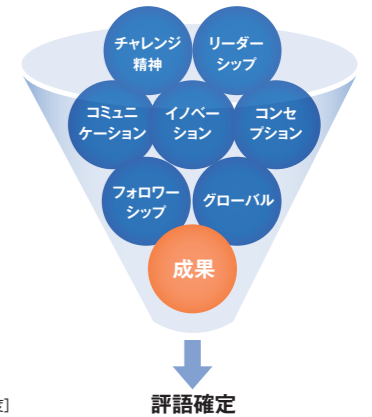 チャレンジ
精神
リーダー
シップ
コミュニ
ケーション
イノベー
ション
コンセ
プション
フォロワー
シップ
グローバル
成果
評語確定